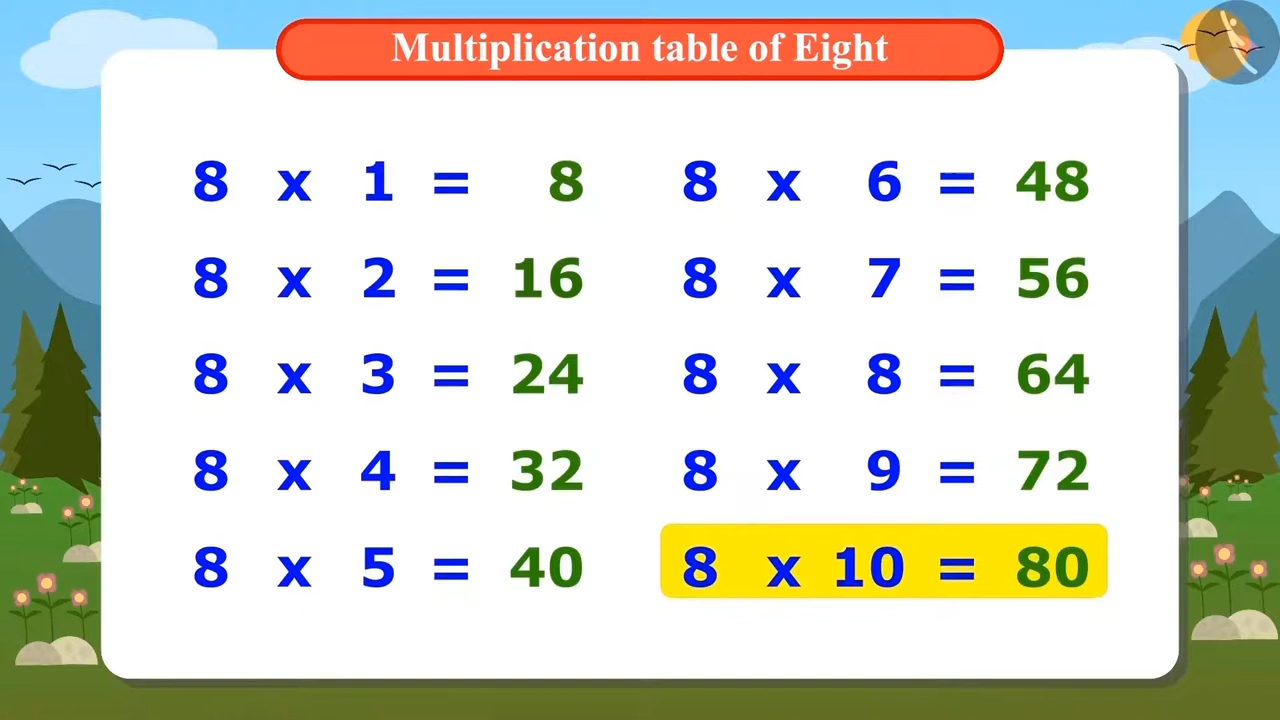 Multiplication table of Eight
8 x 1 = 8
8 x 2 = 16
8 x 3 = 24
8 x 4 = 32
8 x 5 = 40
8 x 6 = 48
8 x 7 = 56
8 x 8 = 64
8 x 9 = 72
8 x 10 = 80